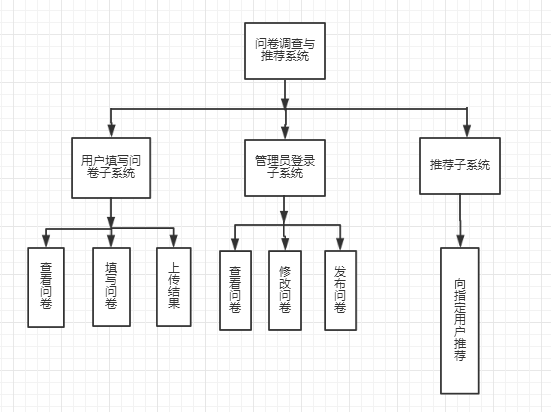 问卷调查与
推荐系统
用户填写问
卷子系统
管理员登录
子系统
推荐子系统
查看问卷
填写问卷
上传结果
查看问卷
修改问卷
发布问卷
向指定用户推荐